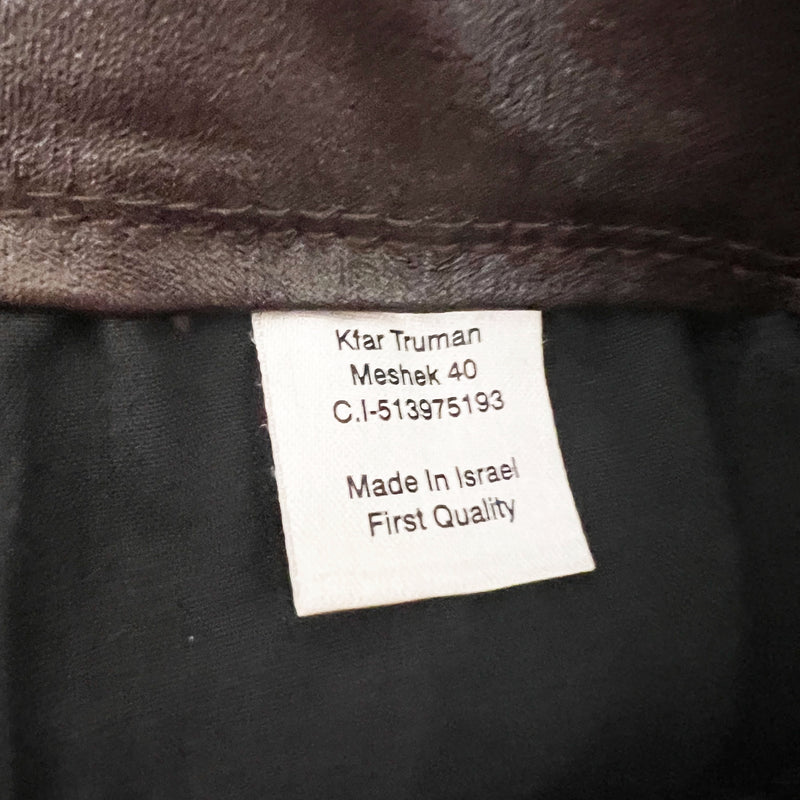 Kfar Truman
Meshek 40
C.I-513975193
Made In Israel
First Quality